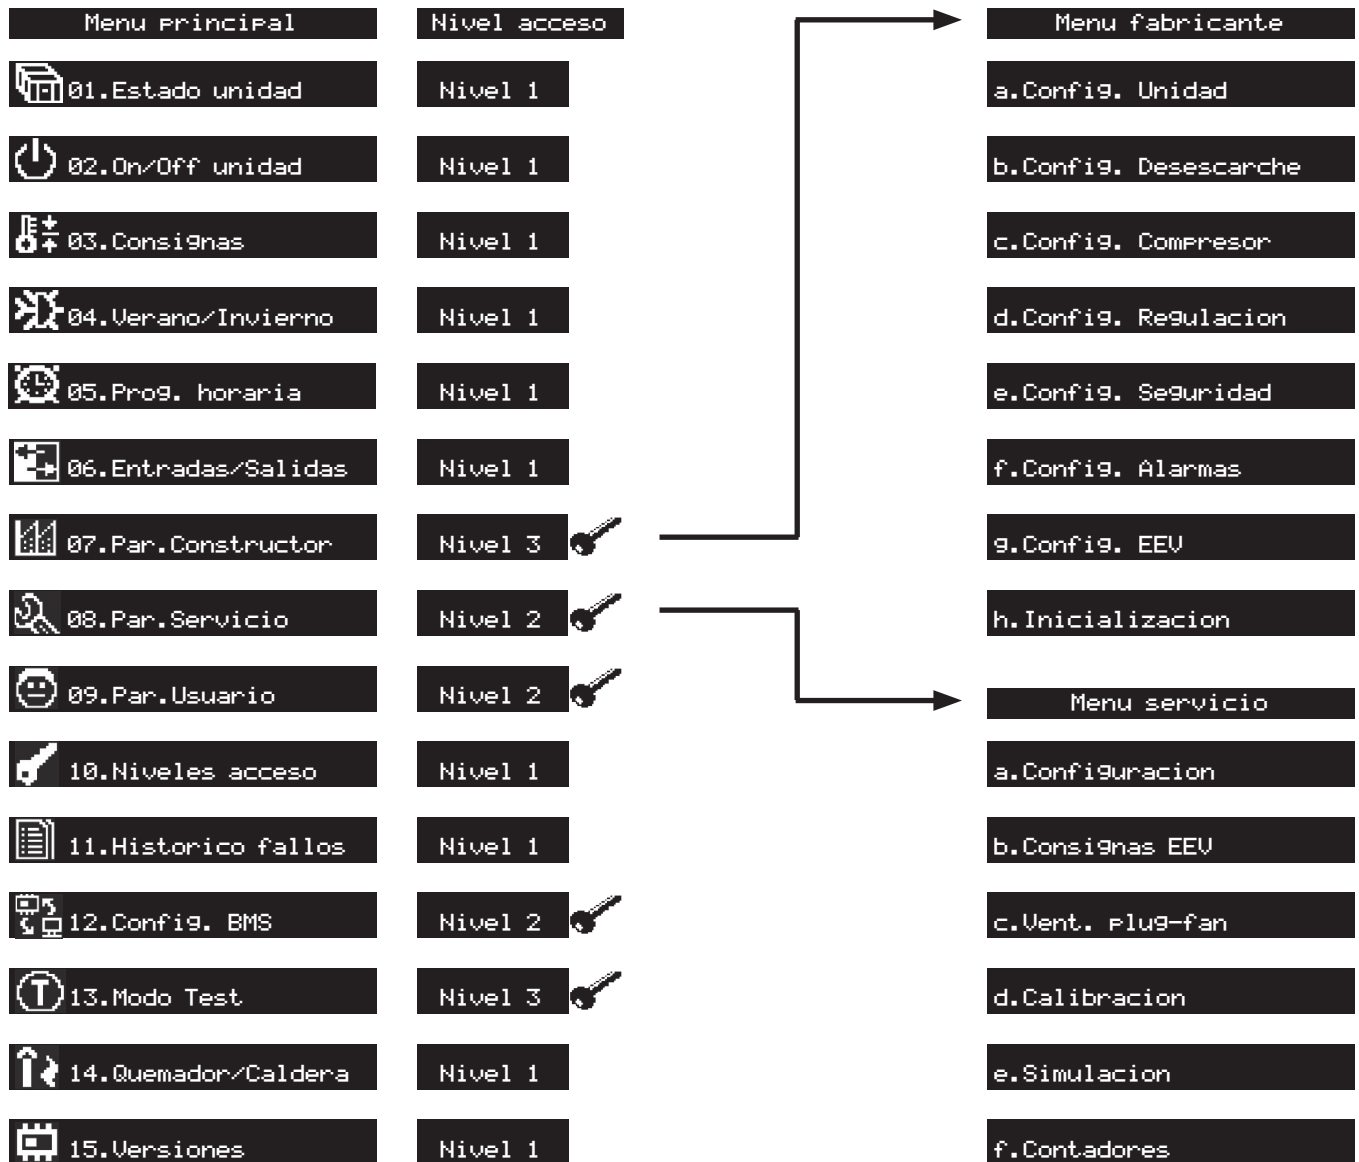 Menu principal
Nivel acceso
01.Estado unidad
Nivel 1
02.On/Off unidad
Nivel 1
03.Consignas
Nivel 1
04.Verano/Invierno
Nivel 1
05.Prog. horaria
Nivel 1
06.Entradas/Salidas
Nivel 1
07.Par.Constructor
Nivel 3
08.Par.Servicio
Nivel 2
09.Par.Usuario
Nivel 2
10.Niveles acceso
Nivel 1
11.Historico fallos
Nivel 1
12.Config. BMS
Nivel 2
T
13.Modo Test
Nivel 3
14.Quemador/Caldera
Nivel 1
15.Versiones
Nivel 1
Menu fabricante
a.Config. Unidad
b.Config. Desescarche
c.Config. Compresor
d.Config. Regulacion
e.Config. Seguridad
f.Config. Alarmas
g.Config. EEV
h.Inicializacion
Menu servicio
a.Configuracion
b.Consignas EEV
c.Vent. plug-fan
d.Calibracion
e.Simulacion
f.Contadores